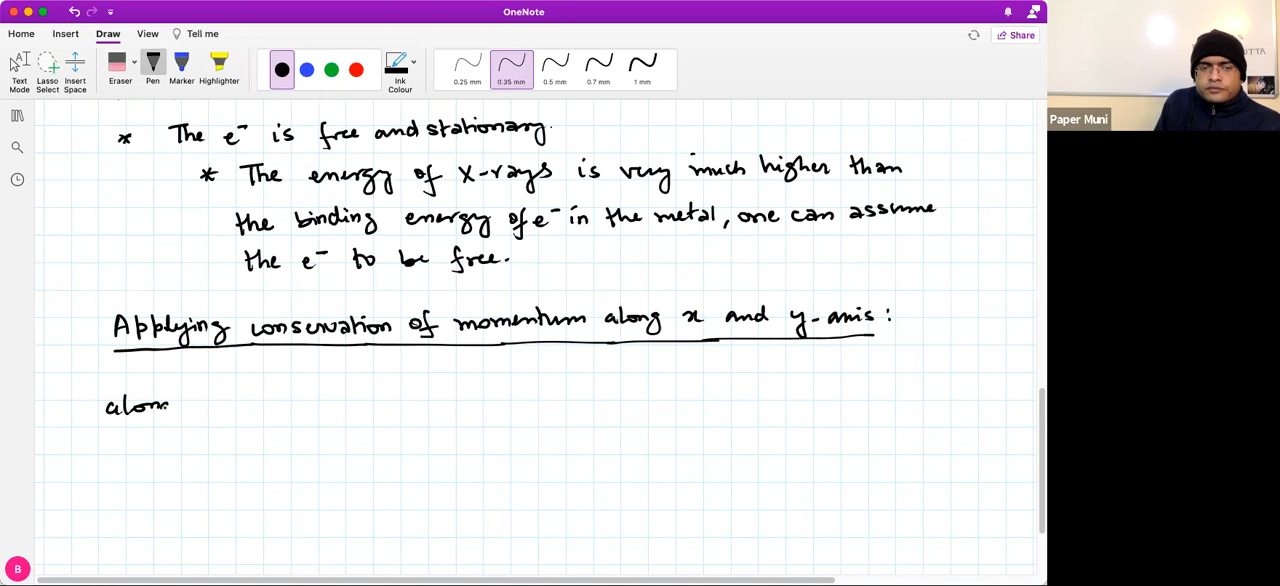 OneNote
Home Insert Draw View Tell me
Share
Text Mode
Lasso Select
Insert Space
Eraser
Pen
Marker
Highlighter
Ink Colour
0.25 mm
0.35 mm
0.5 mm
0.7 mm
1 mm
Paper Muni
* The e⁻ is free and stationary.
* The energy of X-rays is very much higher than
the binding energy of e⁻ in the metal, one can assume
the e⁻ to be free.
Applying conservation of momentum along x and y-axis:
along
B